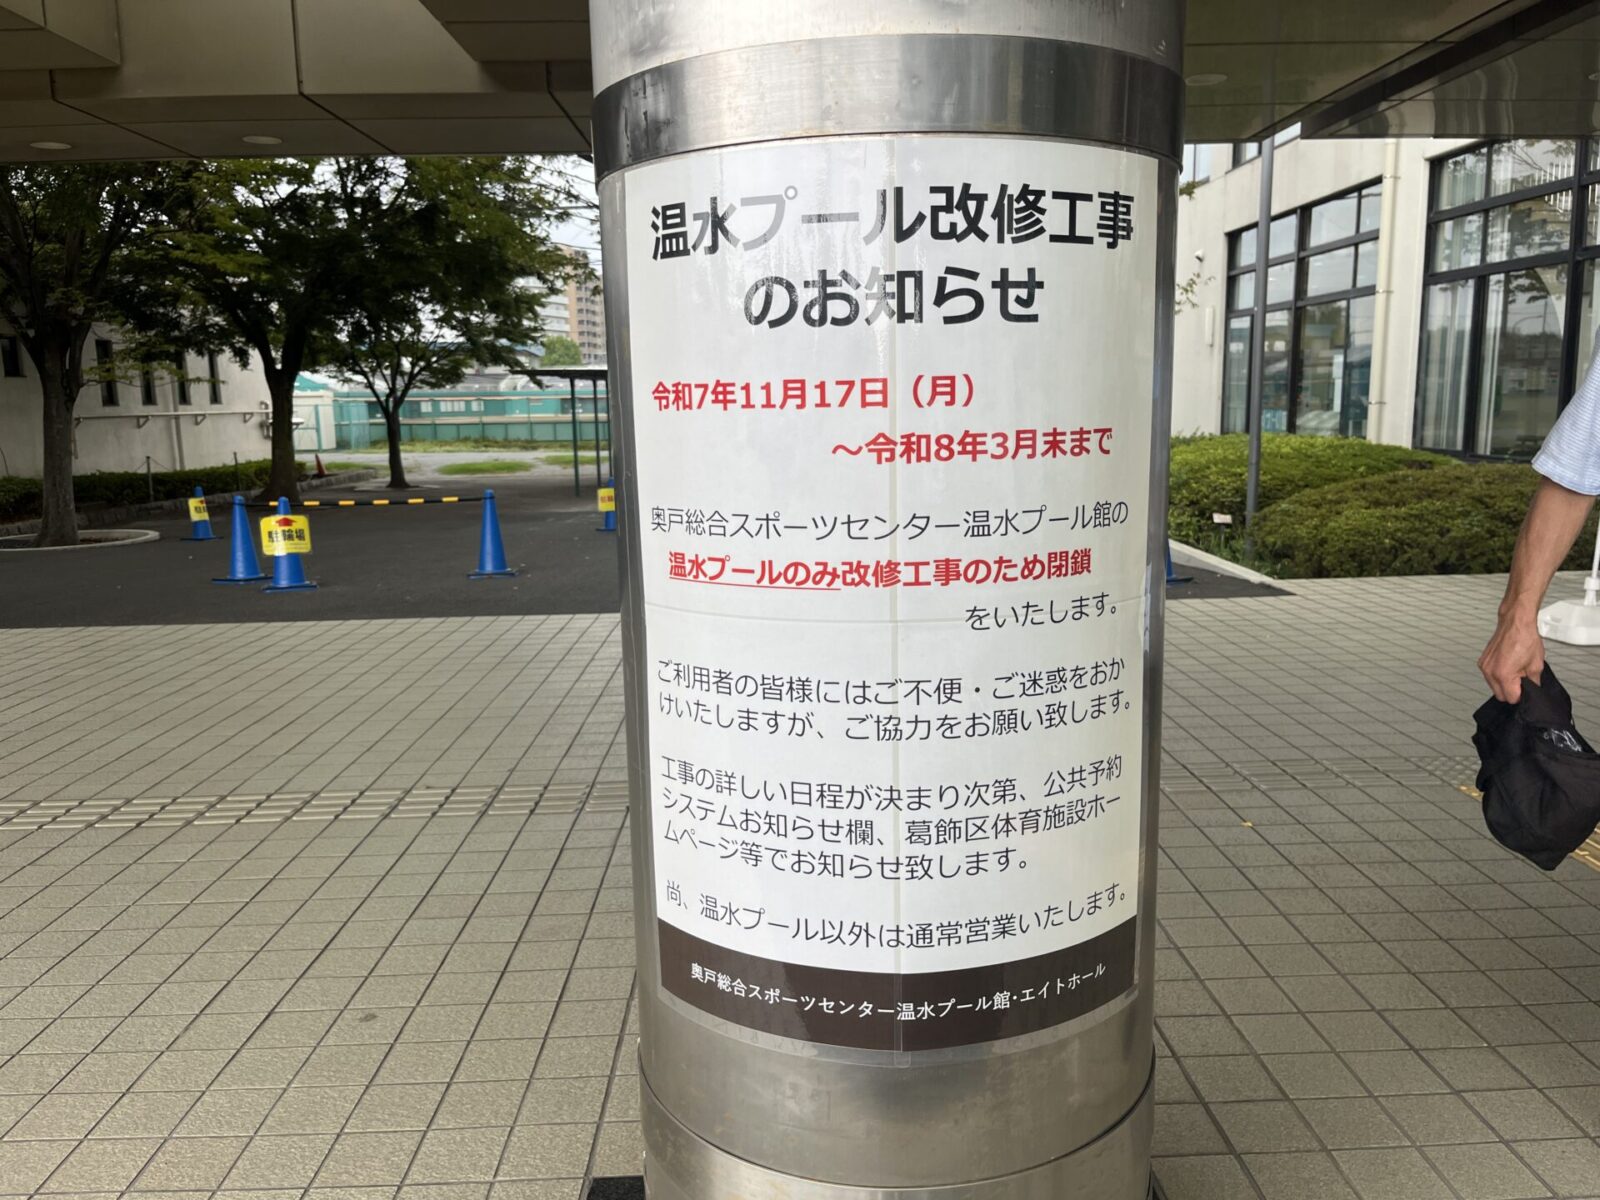 温水プール改修工事
のお知らせ
令和7年11月17日（月）
～令和8年3月末まで
奥戸総合スポーツセンター温水プール館の
温水プールのみ改修工事のため閉鎖
をいたします。
ご利用者の皆様にはご不便・ご迷惑をおか
けいたしますが、ご協力をお願い致します。
工事の詳しい日程が決まり次第、公共予約
システムお知らせ欄、葛飾区体育施設ホー
ムページ等でお知らせ致します。
尚、温水プール以外は通常営業いたします。
奥戸総合スポーツセンター温水プール館・エイトホール
駐輪場